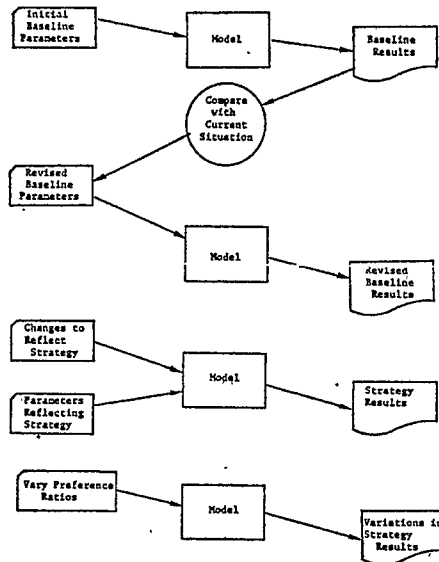 Initial
Baseline
Parameters
Model
Baseline
Results
Compare
with
Current
Situation
Revised
Baseline
Parameters
Model
Revised
Baseline
Results
Changes to
Reflect
Strategy
Model
Parameters
Reflecting
Strategy
Strategy
Results
Vary Preference
Ratios
Model
Variations in
Strategy
Results